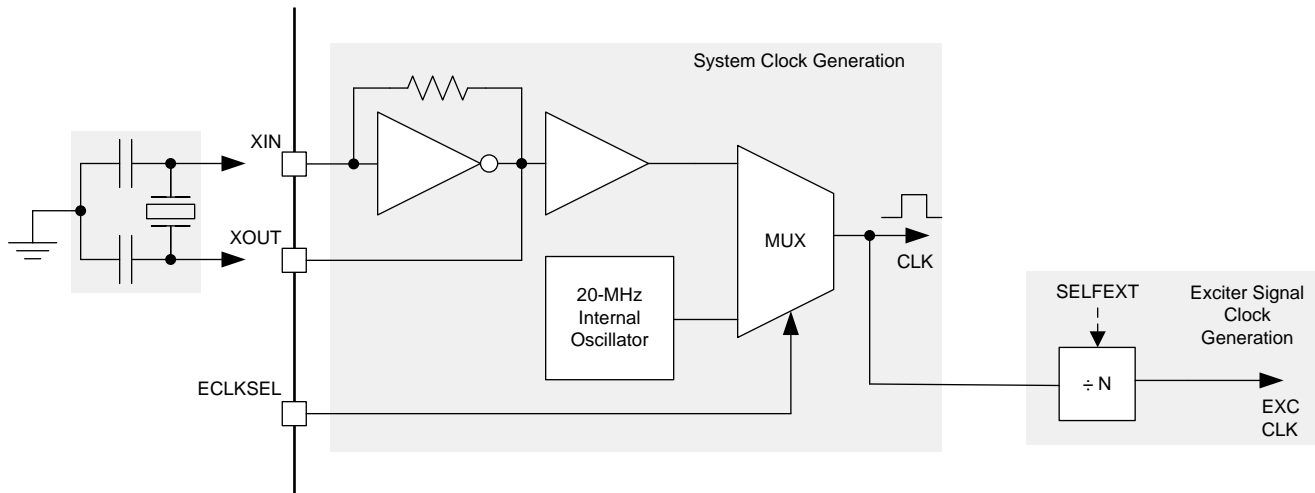 System Clock Generation
XIN
XOUT
MUX
CLK
20-MHz
Internal
Oscillator
ECLKSEL
SELFEXT
Exciter Signal
Clock
Generation
÷ N
EXC
CLK